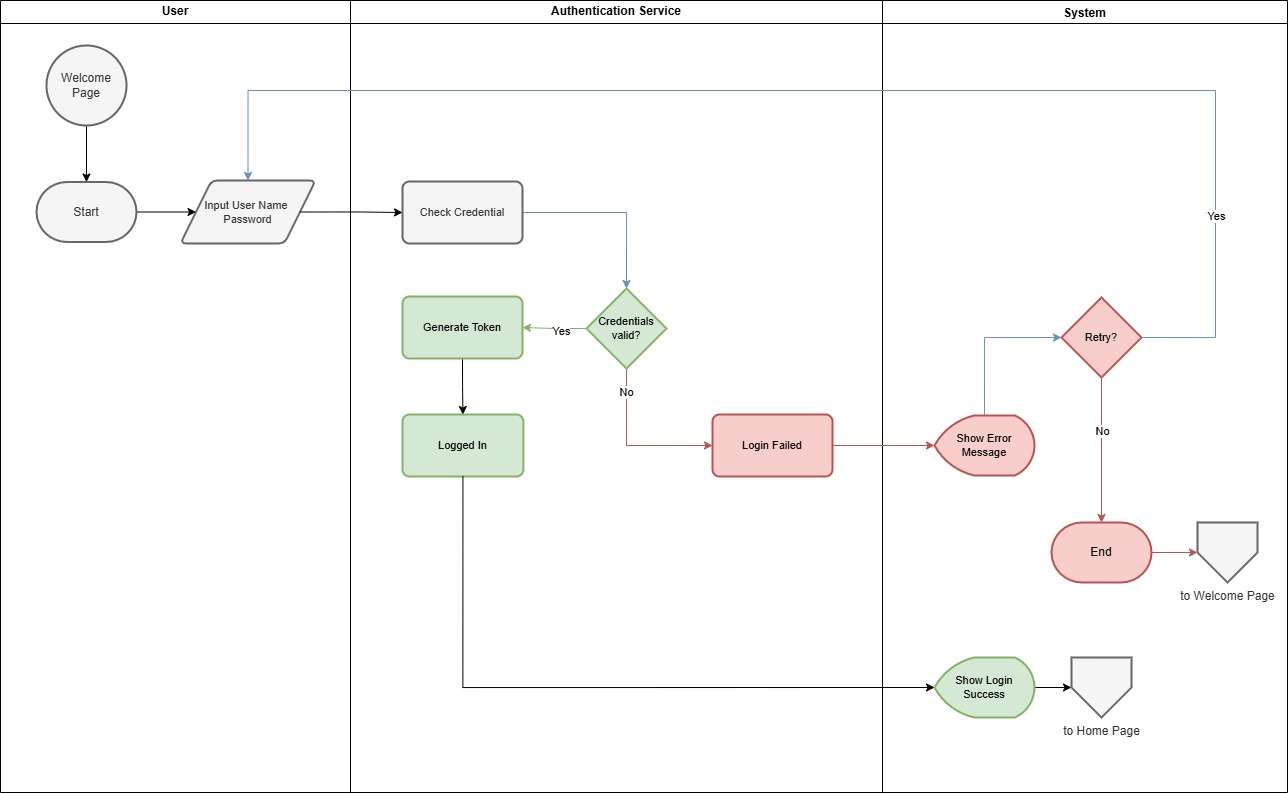 User
Authentication Service
System
Welcome
Page
Start
Input User Name
Password
Check Credential
Yes
Generate Token
Yes
Credentials
valid?
Retry?
No
No
Logged In
Login Failed
Show Error
Message
End
to Welcome Page
Show Login
Success
to Home Page